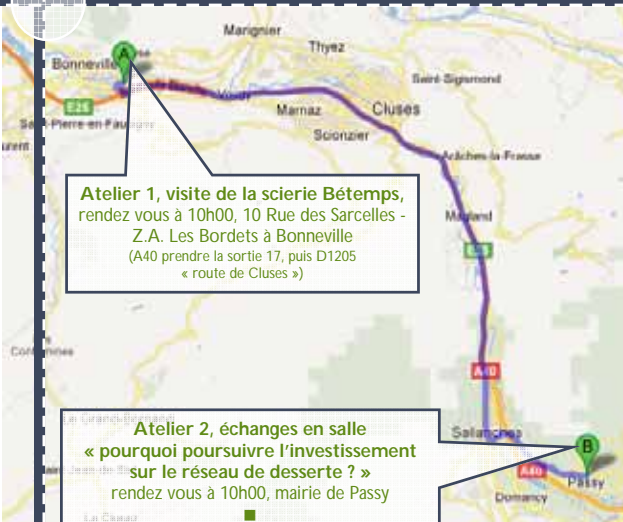 Marignier
Thyez
Bonneville
A
Saint-Sigismond
E25
Marnaz
Cluses
Scionzier
Arâches-la-Frasse
Atelier 1, visite de la scierie Bétemps,
rendez vous à 10h00, 10 Rue des Sarcelles -
Z.A. Les Bordets à Bonneville
(A40 prendre la sortie 17, puis D1205
« route de Cluses »)
Magland
A40
Le Grand-Bornand
Sallanches
B
Atelier 2, échanges en salle
« pourquoi poursuivre l'investissement
sur le réseau de desserte ? »
rendez vous à 10h00, mairie de Passy
A40
Passy
Domancy